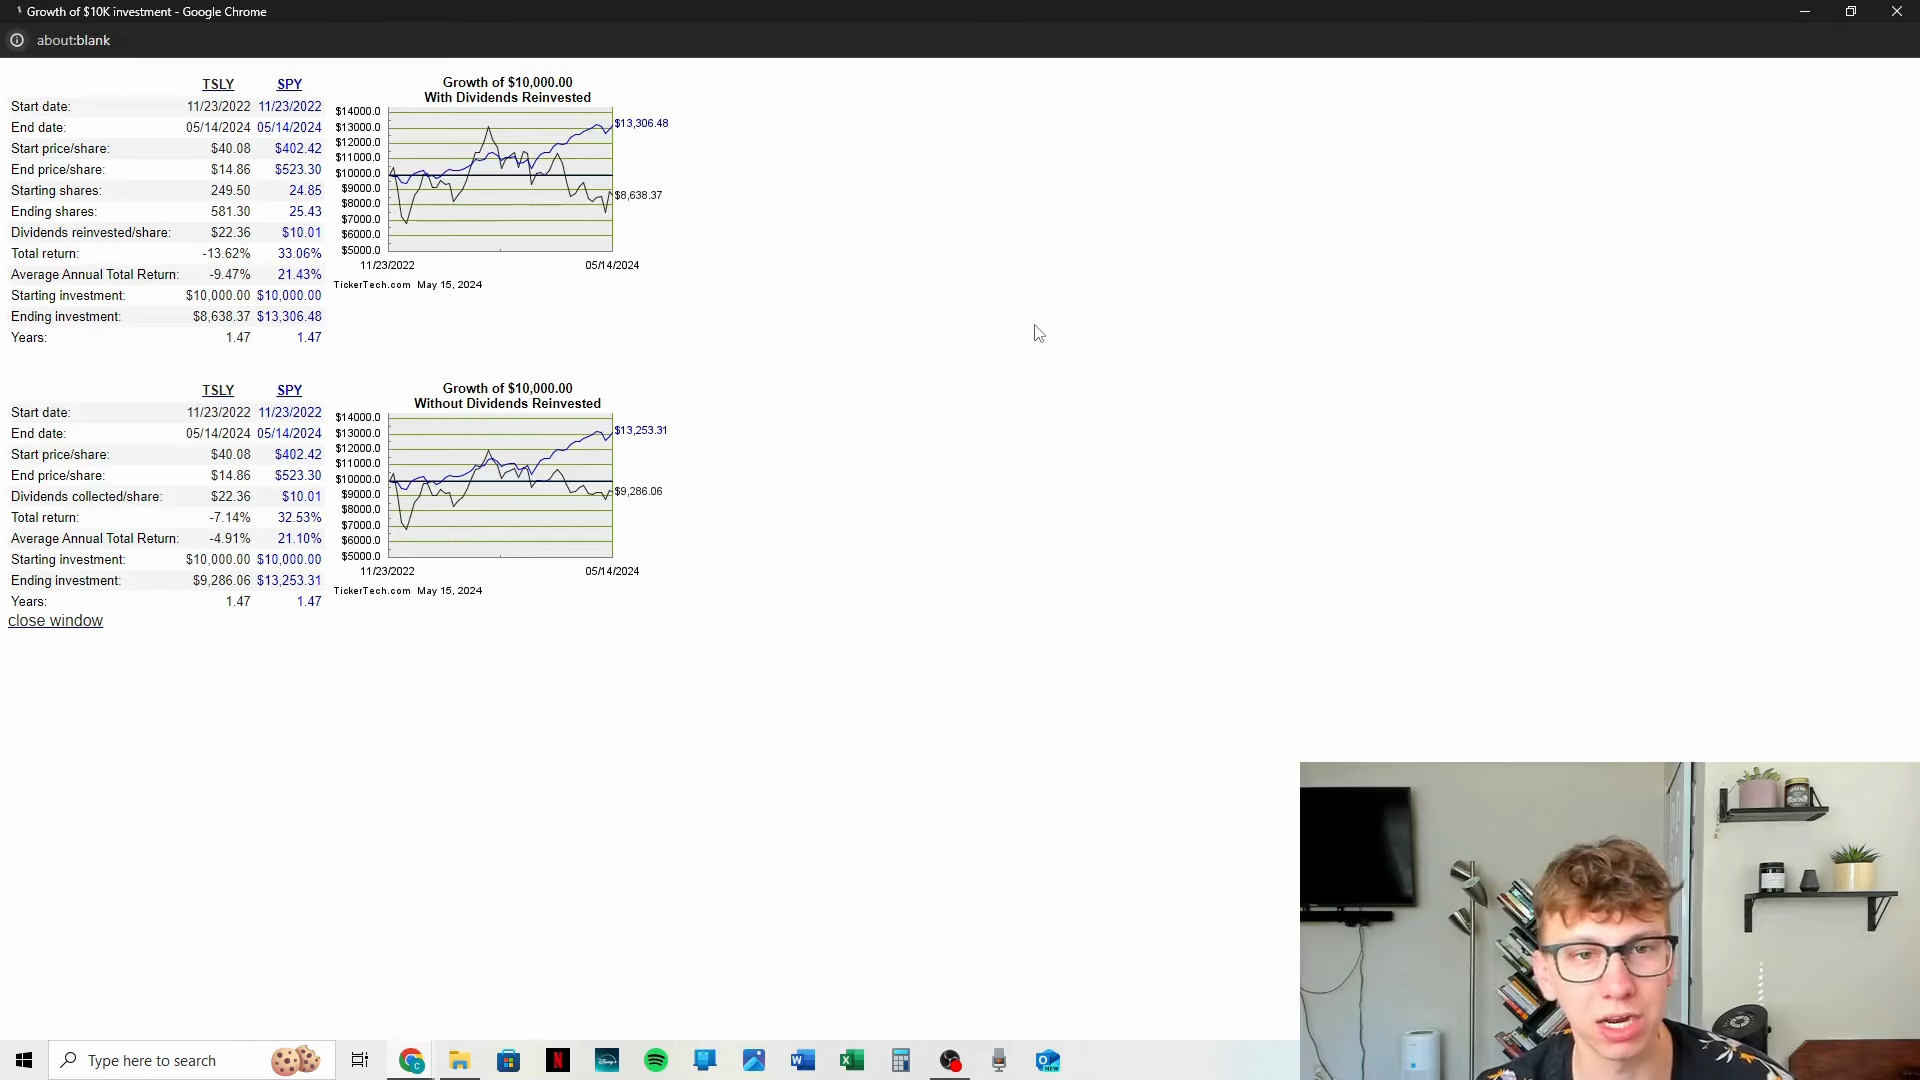 Growth of $10K investment - Google Chrome
about:blank
TSLY SPY
Start date: 11/23/2022 11/23/2022
End date: 05/14/2024 05/14/2024
Start price/share: $40.08 $402.42
End price/share: $14.86 $523.30
Starting shares: 249.50 24.85
Ending shares: 581.30 25.43
Dividends reinvested/share: $22.36 $10.01
Total return: -13.62% 33.06%
Average Annual Total Return: -9.47% 21.43%
Starting investment: $10,000.00 $10,000.00
Ending investment: $8,638.37 $13,306.48
Years: 1.47 1.47
Growth of $10,000.00
With Dividends Reinvested
$14000.0
$13000.0
$12000.0
$11000.0
$10000.0
$9000.0
$8000.0
$7000.0
$6000.0
$5000.0
$13,306.48
$8,638.37
11/23/2022 05/14/2024
TickerTech.com May 15, 2024
TSLY SPY
Start date: 11/23/2022 11/23/2022
End date: 05/14/2024 05/14/2024
Start price/share: $40.08 $402.42
End price/share: $14.86 $523.30
Dividends collected/share: $22.36 $10.01
Total return: -7.14% 32.53%
Average Annual Total Return: -4.91% 21.10%
Starting investment: $10,000.00 $10,000.00
Ending investment: $9,286.06 $13,253.31
Years: 1.47 1.47
close window
Growth of $10,000.00
Without Dividends Reinvested
$14000.0
$13000.0
$12000.0
$11000.0
$10000.0
$9000.0
$8000.0
$7000.0
$6000.0
$5000.0
$13,253.31
$9,286.06
11/23/2022 05/14/2024
TickerTech.com May 15, 2024
Type here to search
NEW